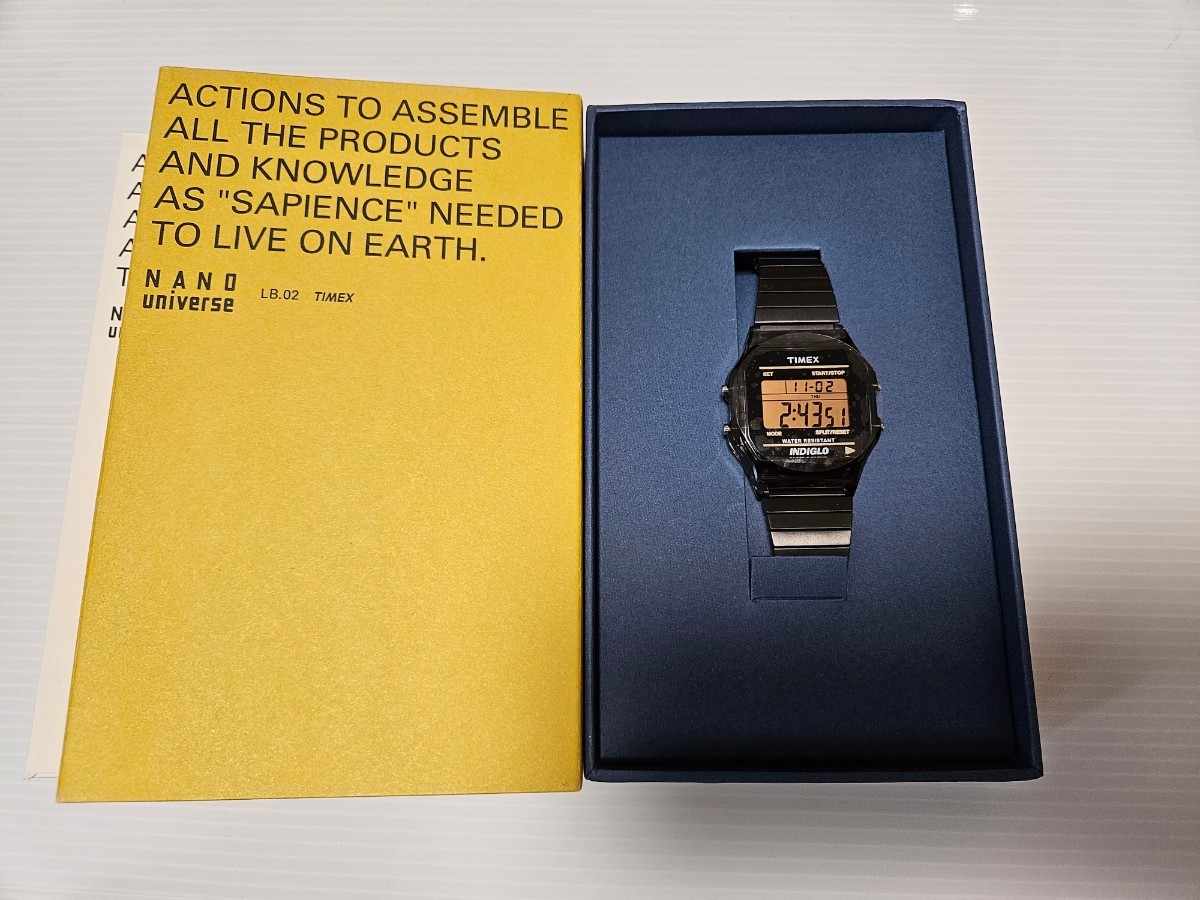 ACTIONS TO ASSEMBLE
ALL THE PRODUCTS
AND KNOWLEDGE
AS "SAPIENCE" NEEDED
TO LIVE ON EARTH.
NANO
universe
LB.02 TIMEX
A
A
A
A
T
N
u
TIMEX
SET START/STOP
11-02
THU
2:43 51
MODE SPLIT/RESET
WATER RESISTANT
INDIGLO